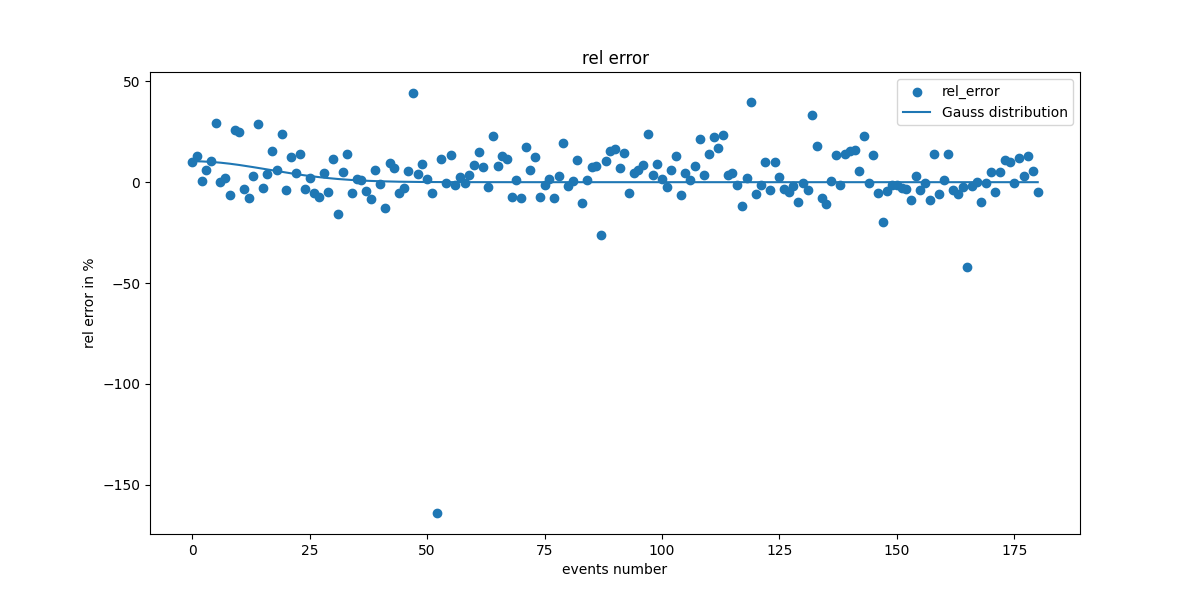 rel error
rel_error
Gauss distribution
50
0
−50
−100
−150
rel error in %
0
25
50
75
100
125
150
175
events number